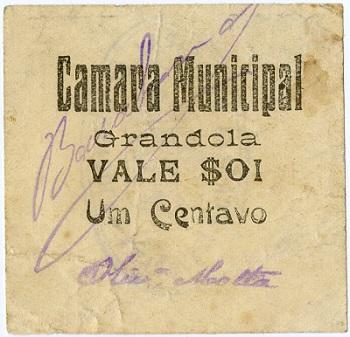 Camara Municipal
Grandola
VALE $01
Um Centavo